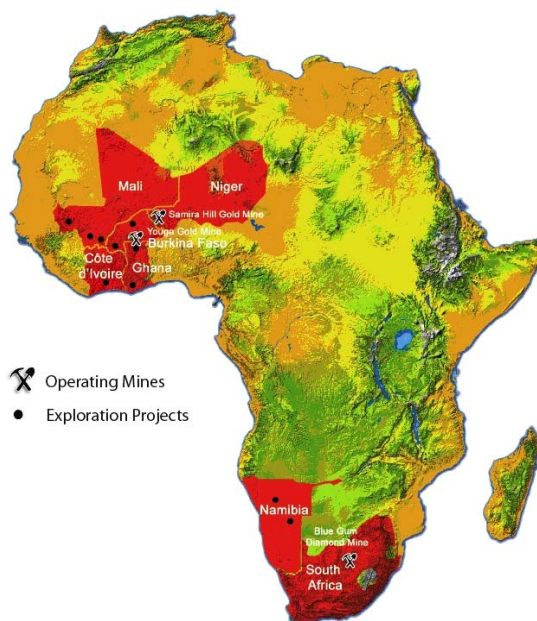 Mali
Niger
Samira Hill Gold Mine
Youga Gold Mine
Burkina Faso
Côte
d'Ivoire
Ghana
Operating Mines
Exploration Projects
Namibia
Blue Gum
Diamond Mine
South
Africa